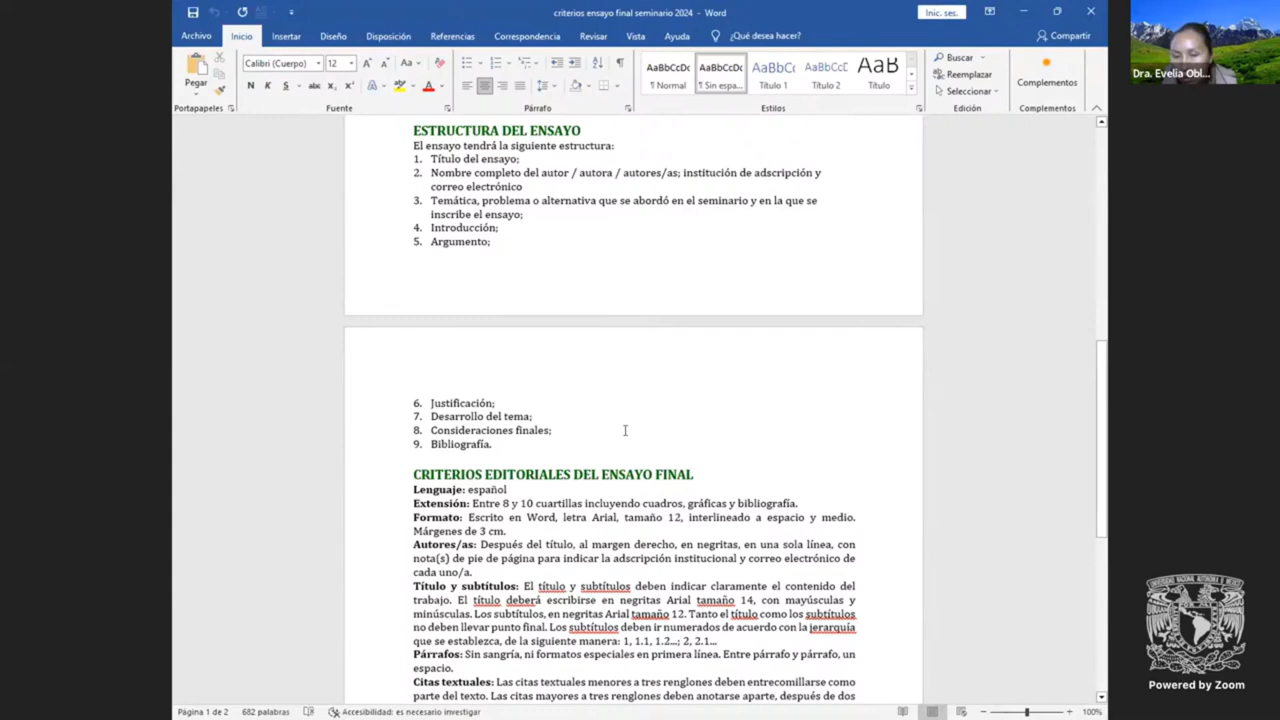 criterios ensayo final seminario 2024 - Word
Inic. ses.
Archivo Inicio Insertar Diseño Disposición Referencias Correspondencia Revisar Vista Ayuda ¿Qué desea hacer? Compartir
Pegar
Calibri (Cuerpo) 12
Aa
N K S abc x₂ x² A
AaBbCcDc AaBbCcDc AaBbCc AaBbCcC AaB
¶ Normal ¶ Sin espa... Título 1 Título 2 Título
Buscar
Reemplazar
Seleccionar
Complementos
Portapapeles Fuente Párrafo Estilos Edición Complementos
Dra. Evelia Obl...
ESTRUCTURA DEL ENSAYO
El ensayo tendrá la siguiente estructura:
1. Título del ensayo;
2. Nombre completo del autor / autora / autores/as; institución de adscripción y
correo electrónico
3. Temática, problema o alternativa que se abordó en el seminario y en la que se
inscribe el ensayo;
4. Introducción;
5. Argumento;
6. Justificación;
7. Desarrollo del tema;
8. Consideraciones finales;
9. Bibliografía.
CRITERIOS EDITORIALES DEL ENSAYO FINAL
Lenguaje: español
Extensión: Entre 8 y 10 cuartillas incluyendo cuadros, gráficas y bibliografía.
Formato: Escrito en Word, letra Arial, tamaño 12, interlineado a espacio y medio.
Márgenes de 3 cm.
Autores/as: Después del título, al margen derecho, en negritas, en una sola línea, con
nota(s) de pie de página para indicar la adscripción institucional y correo electrónico de
cada uno/a.
Título y subtítulos: El título y subtítulos deben indicar claramente el contenido del
trabajo. El título deberá escribirse en negritas Arial tamaño 14, con mayúsculas y
minúsculas. Los subtítulos, en negritas Arial tamaño 12. Tanto el título como los subtítulos
no deben llevar punto final. Los subtítulos deben ir numerados de acuerdo con la jerarquía
que se establezca, de la siguiente manera: 1, 1.1, 1.2...; 2, 2.1...
Párrafos: Sin sangría, ni formatos especiales en primera línea. Entre párrafo y párrafo, un
espacio.
Citas textuales: Las citas textuales menores a tres renglones deben entrecomillarse como
parte del texto. Las citas mayores a tres renglones deben anotarse aparte, después de dos
Página 1 de 2 682 palabras Accesibilidad: es necesario investigar 100%
Powered by Zoom